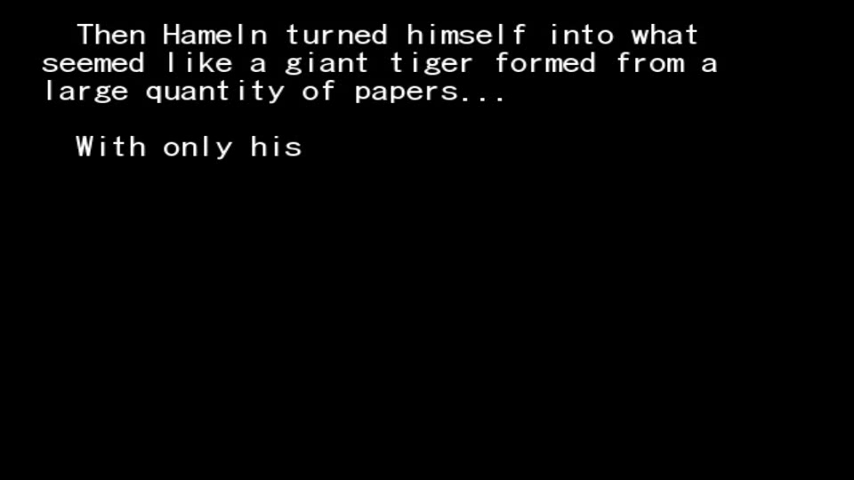 Then Hameln turned himself into what
seemed like a giant tiger formed from a
large quantity of papers...
With only his